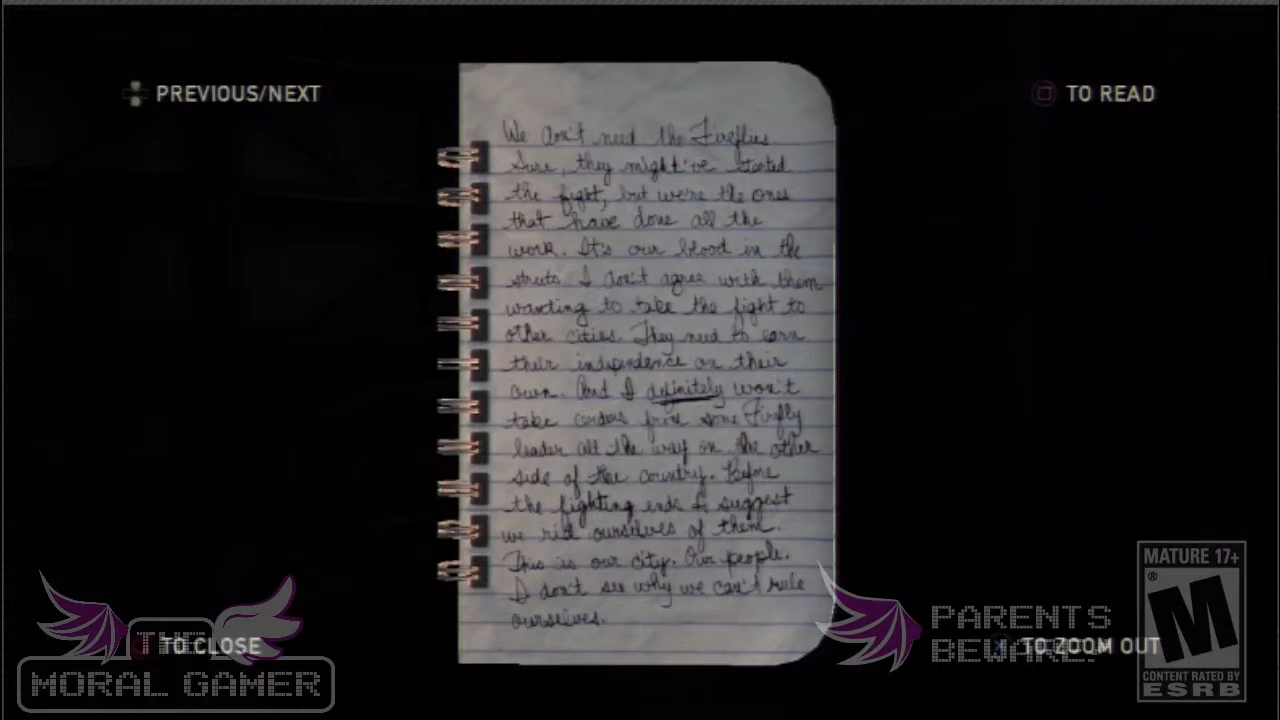 PREVIOUS/NEXT
TO READ
We don't need the Fireflies.
Sure, they might've started
the fight, but we're the ones
that have done all the
work. It's our blood in the
streets I don't agree with them
wanting to take the fight to
other cities. They need to earn
their independence on their
own. And I definitely won't
take orders from some Firefly
leader all the way on the other
side of the country. Before
the fighting ends I suggest
we rid ourselves of them.
This is our city. Our people.
I don't see why we can't rule
ourselves.
TO CLOSE
THE
MORAL GAMER
PARENTS
BEWARE!
TO ZOOM OUT
MATURE 17+
®
M
CONTENT RATED BY
ESRB